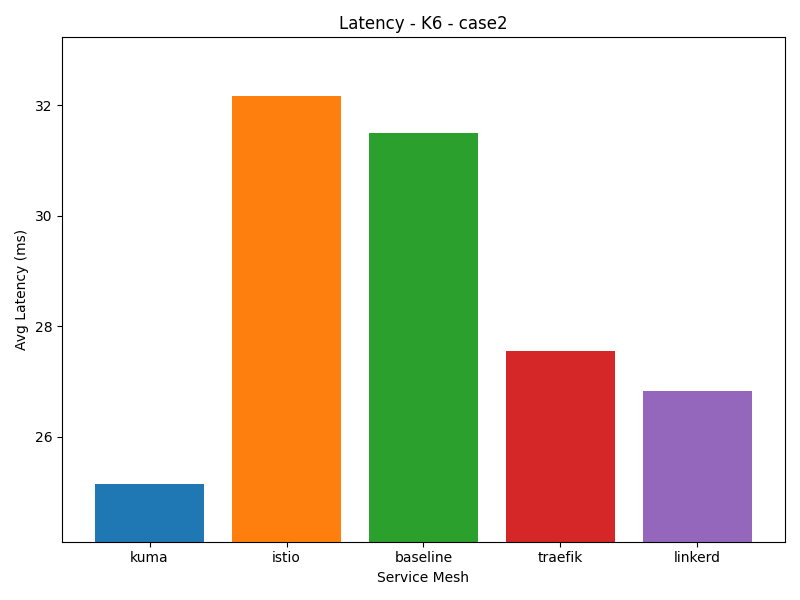 Latency - K6 - case2
Avg Latency (ms)
32
30
28
26
kuma
istio
baseline
traefik
linkerd
Service Mesh